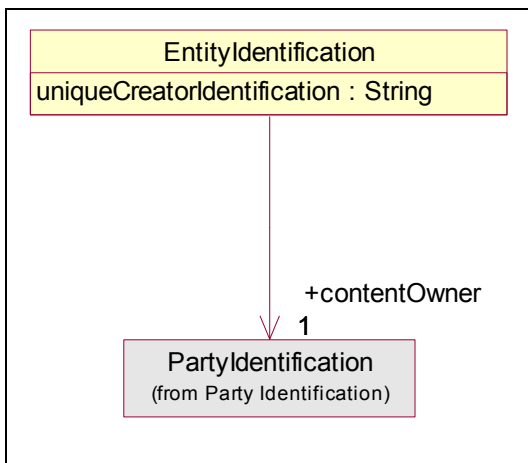 EntityIdentification
uniqueCreatorIdentification : String
+contentOwner
1
PartyIdentification
(from Party Identification)